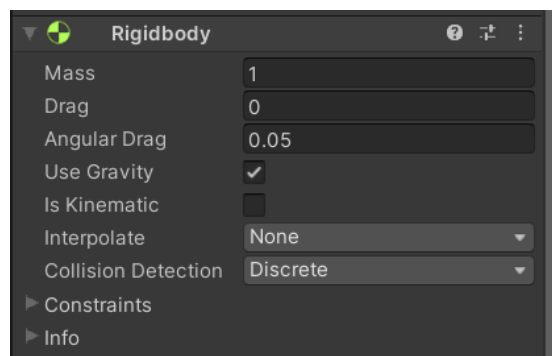 Rigidbody
Mass 1
Drag 0
Angular Drag 0.05
Use Gravity
Is Kinematic
Interpolate None
Collision Detection Discrete
Constraints
Info